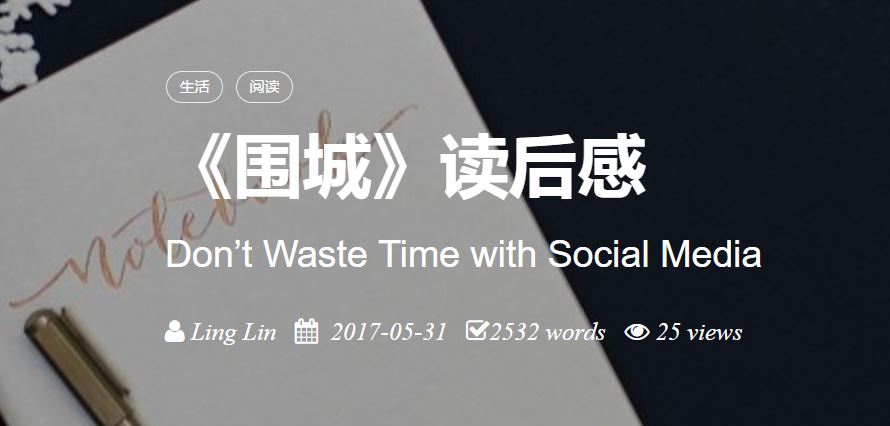 生活 阅读
《围城》读后感
Don’t Waste Time with Social Media
Ling Lin 2017-05-31 2532 words 25 views